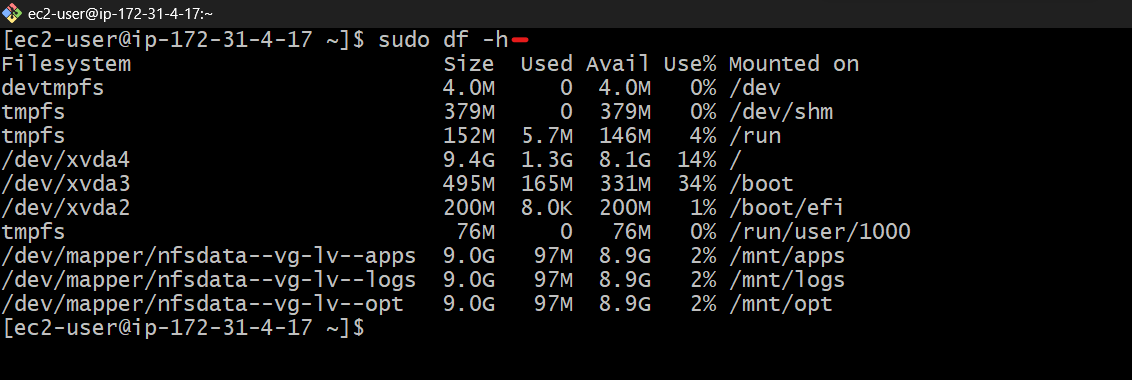 ec2-user@ip-172-31-4-17:~
[ec2-user@ip-172-31-4-17 ~]$ sudo df -h
Filesystem                         Size  Used Avail Use% Mounted on
devtmpfs                           4.0M     0  4.0M   0% /dev
tmpfs                              379M     0  379M   0% /dev/shm
tmpfs                              152M  5.7M  146M   4% /run
/dev/xvda4                         9.4G  1.3G  8.1G  14% /
/dev/xvda3                         495M  165M  331M  34% /boot
/dev/xvda2                         200M  8.0K  200M   1% /boot/efi
tmpfs                               76M     0   76M   0% /run/user/1000
/dev/mapper/nfsdata--vg-lv--apps  9.0G   97M  8.9G   2% /mnt/apps
/dev/mapper/nfsdata--vg-lv--logs  9.0G   97M  8.9G   2% /mnt/logs
/dev/mapper/nfsdata--vg-lv--opt   9.0G   97M  8.9G   2% /mnt/opt
[ec2-user@ip-172-31-4-17 ~]$